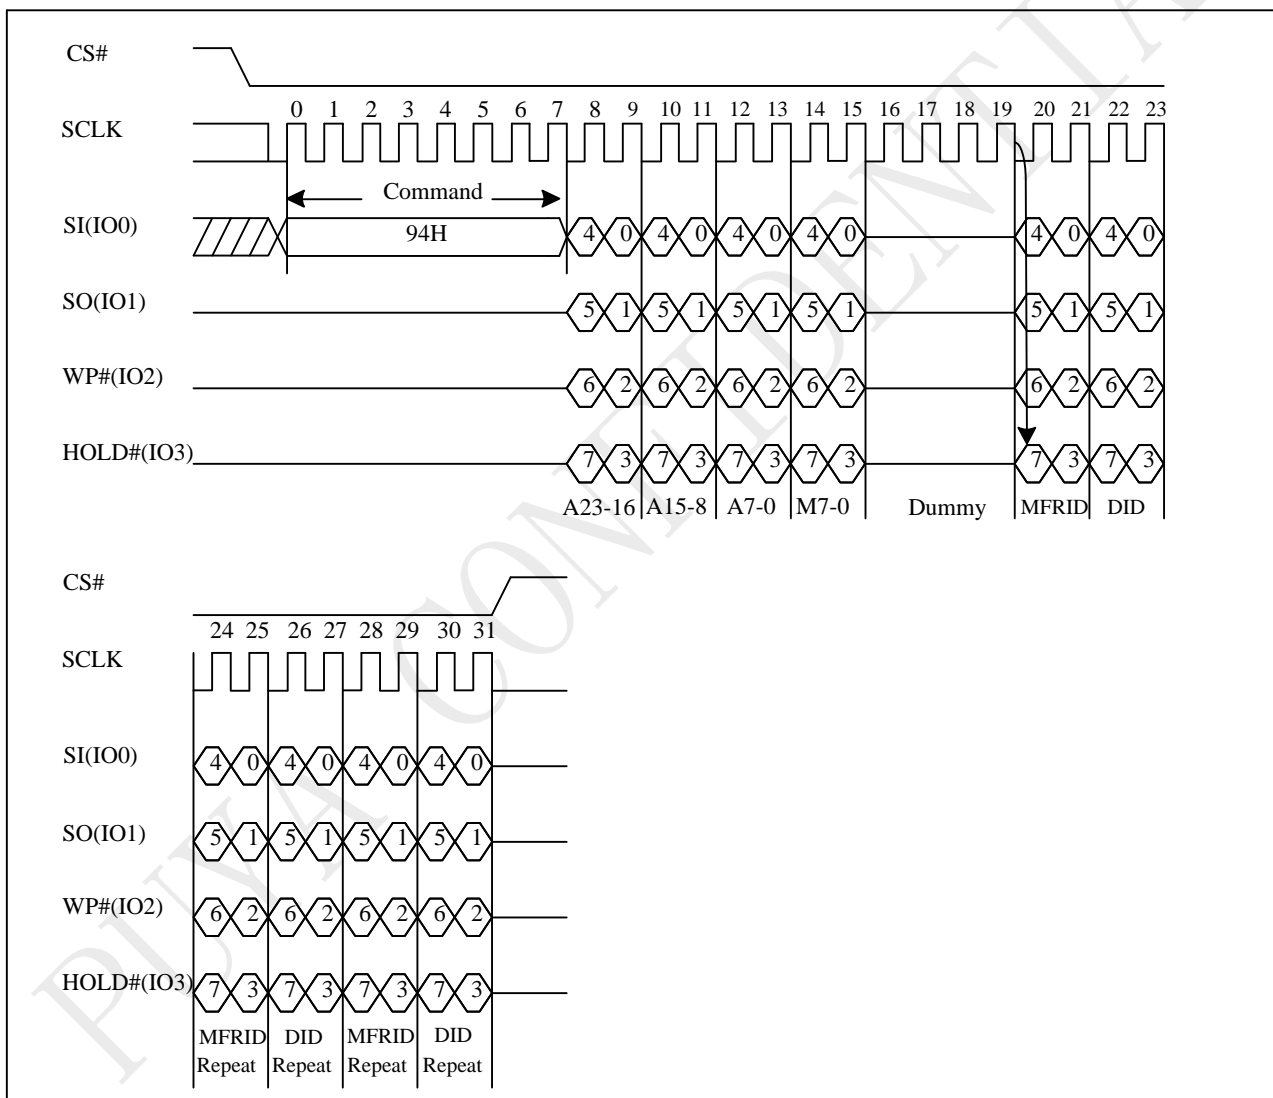 CS#
0 1 2 3 4 5 6 7 8 9 10 11 12 13 14 15 16 17 18 19 20 21 22 23
SCLK
Command
SI(IO0) 94H 4 0 4 0 4 0 4 0 4 0 4 0
SO(IO1) 5 1 5 1 5 1 5 1 5 1 5 1
WP#(IO2) 6 2 6 2 6 2 6 2 6 2 6 2
HOLD#(IO3) 7 3 7 3 7 3 7 3 7 3 7 3
A23-16 A15-8 A7-0 M7-0 Dummy MFRID DID
CS#
24 25 26 27 28 29 30 31
SCLK
SI(IO0) 4 0 4 0 4 0 4 0
SO(IO1) 5 1 5 1 5 1 5 1
WP#(IO2) 6 2 6 2 6 2 6 2
HOLD#(IO3) 7 3 7 3 7 3 7 3
MFRID DID MFRID DID
Repeat Repeat Repeat Repeat
PUYA CONFIDENTIA